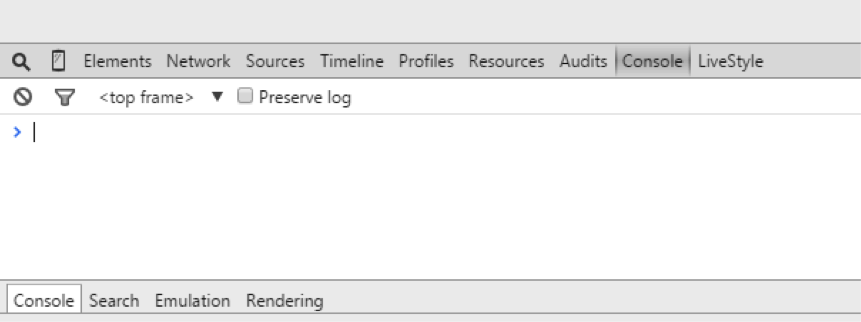 Elements Network Sources Timeline Profiles Resources Audits Console LiveStyle
<top frame> ▼ Preserve log
>
Console Search Emulation Rendering